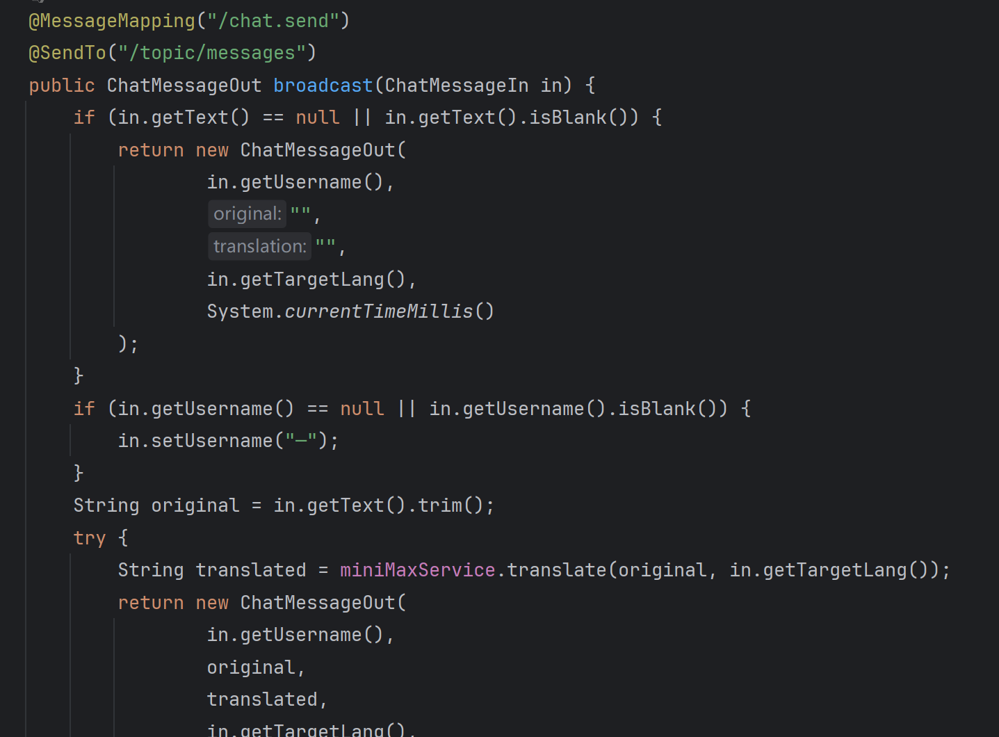 @MessageMapping("/chat.send")
@SendTo("/topic/messages")
public ChatMessageOut broadcast(ChatMessageIn in) {
if (in.getText() == null || in.getText().isBlank()) {
return new ChatMessageOut(
in.getUsername(),
original: "",
translation: "",
in.getTargetLang(),
System.currentTimeMillis()
);
}
if (in.getUsername() == null || in.getUsername().isBlank()) {
in.setUsername("—");
}
String original = in.getText().trim();
try {
String translated = miniMaxService.translate(original, in.getTargetLang());
return new ChatMessageOut(
in.getUsername(),
original,
translated,
in.getTargetLang(),